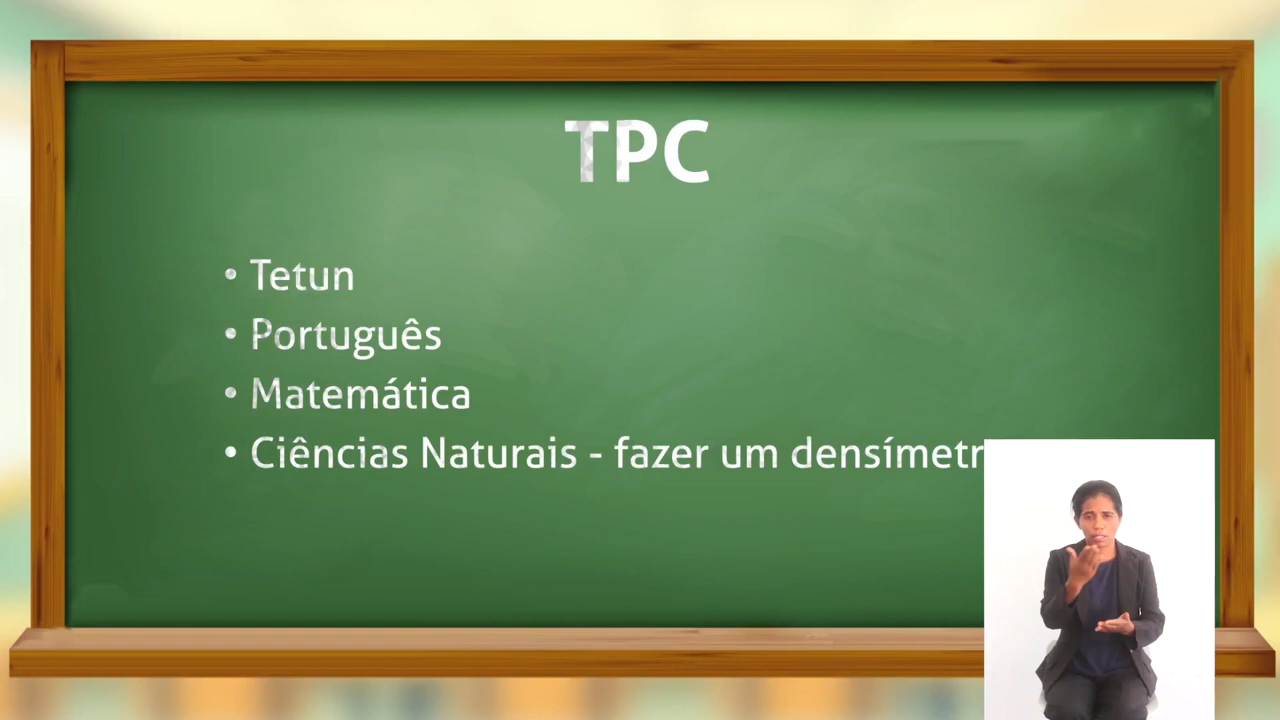 TPC
• Tetun
• Português
• Matemática
• Ciências Naturais - fazer um densímetr